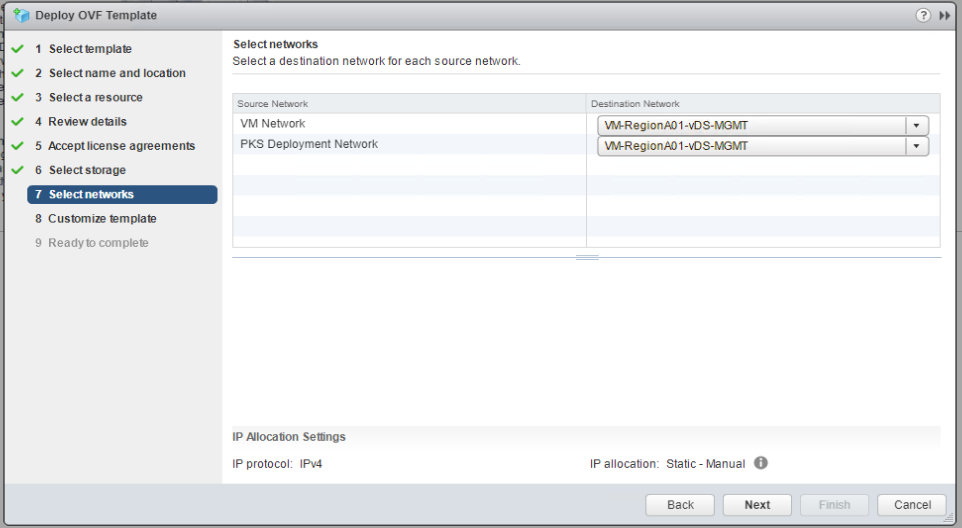 Deploy OVF Template
1 Select template
2 Select name and location
3 Select a resource
4 Review details
5 Accept license agreements
6 Select storage
7 Select networks
8 Customize template
9 Ready to complete
Select networks
Select a destination network for each source network.
Source Network Destination Network
VM Network VM-RegionA01-vDS-MGMT
PKS Deployment Network VM-RegionA01-vDS-MGMT
IP Allocation Settings
IP protocol: IPv4 IP allocation: Static - Manual
Back Next Finish Cancel